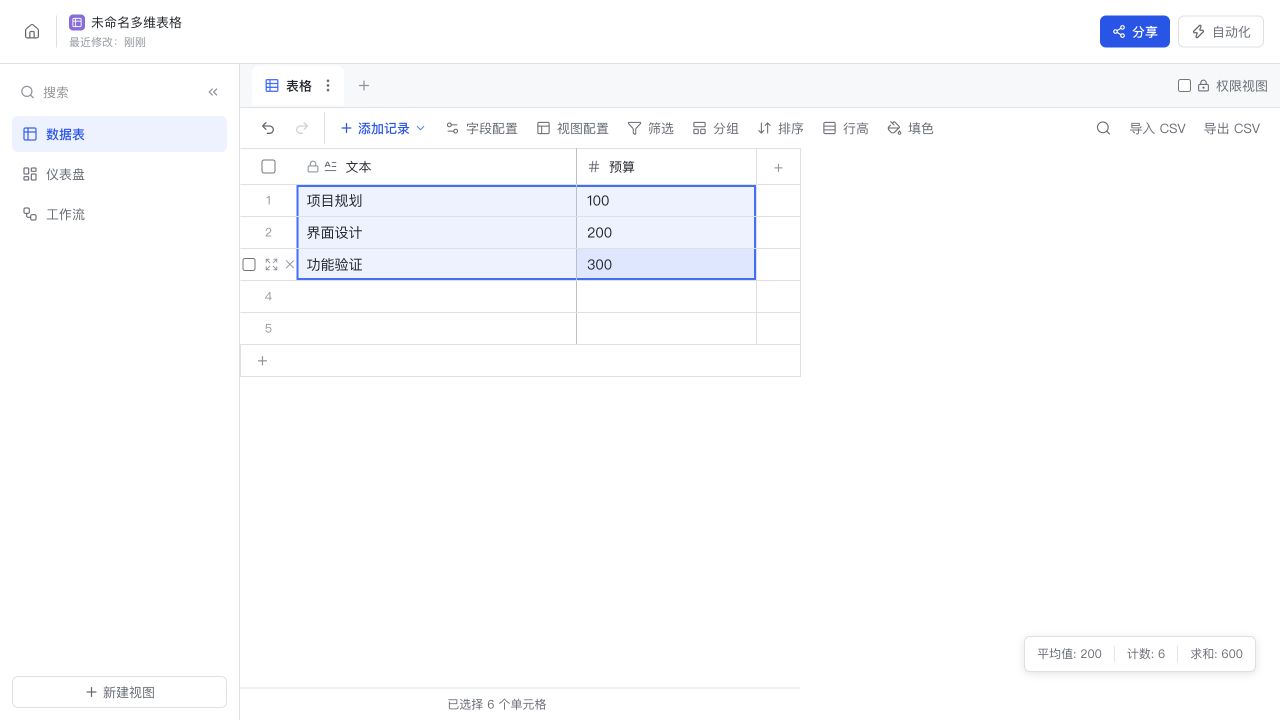 未命名多维表格
最近修改：刚刚
分享
自动化
搜索
数据表
仪表盘
工作流
新建视图
表格
权限视图
添加记录
字段配置
视图配置
筛选
分组
排序
行高
填色
导入 CSV
导出 CSV
文本 预算
1 项目规划 100
2 界面设计 200
功能验证 300
4
5
平均值: 200 计数: 6 求和: 600
已选择 6 个单元格